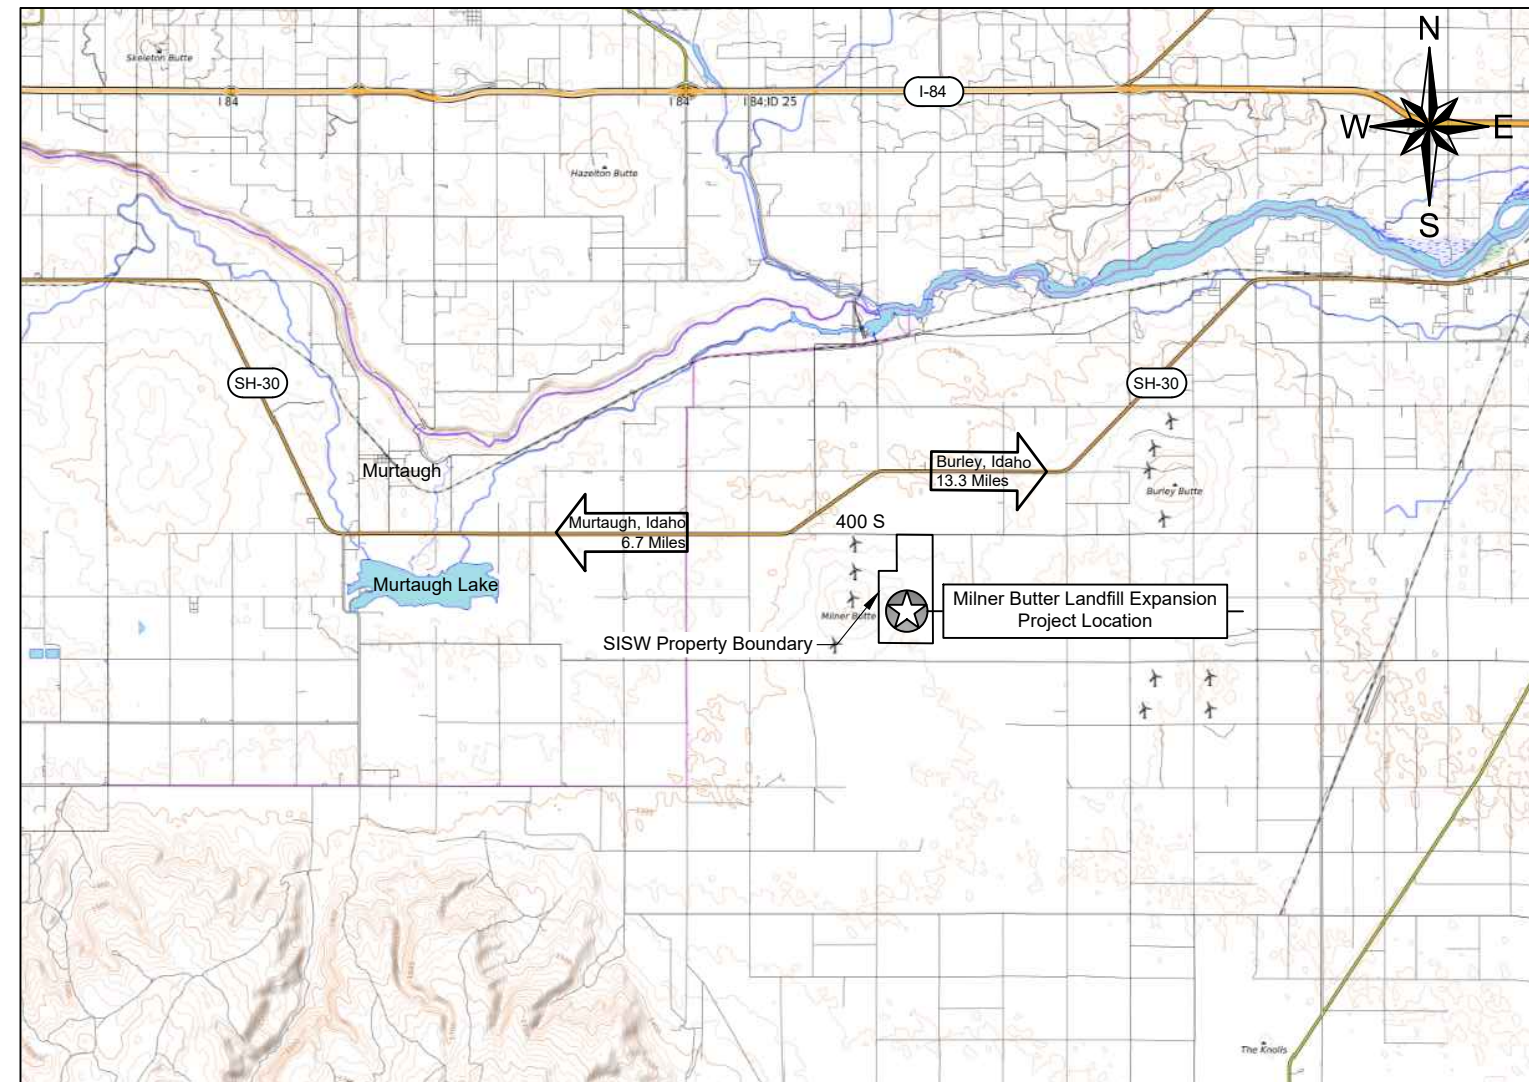 N
Skeleton Butte
I 84
I 84
I 84;ID 25
I-84
W
E
Hazelton Butte
S
SH-30
SH-30
Murtaugh
Burley, Idaho
13.3 Miles
Burley Butte
Murtaugh, Idaho
6.7 Miles
400 S
Murtaugh Lake
Milner Butte
Milner Butter Landfill Expansion
Project Location
SISW Property Boundary
The Knolls